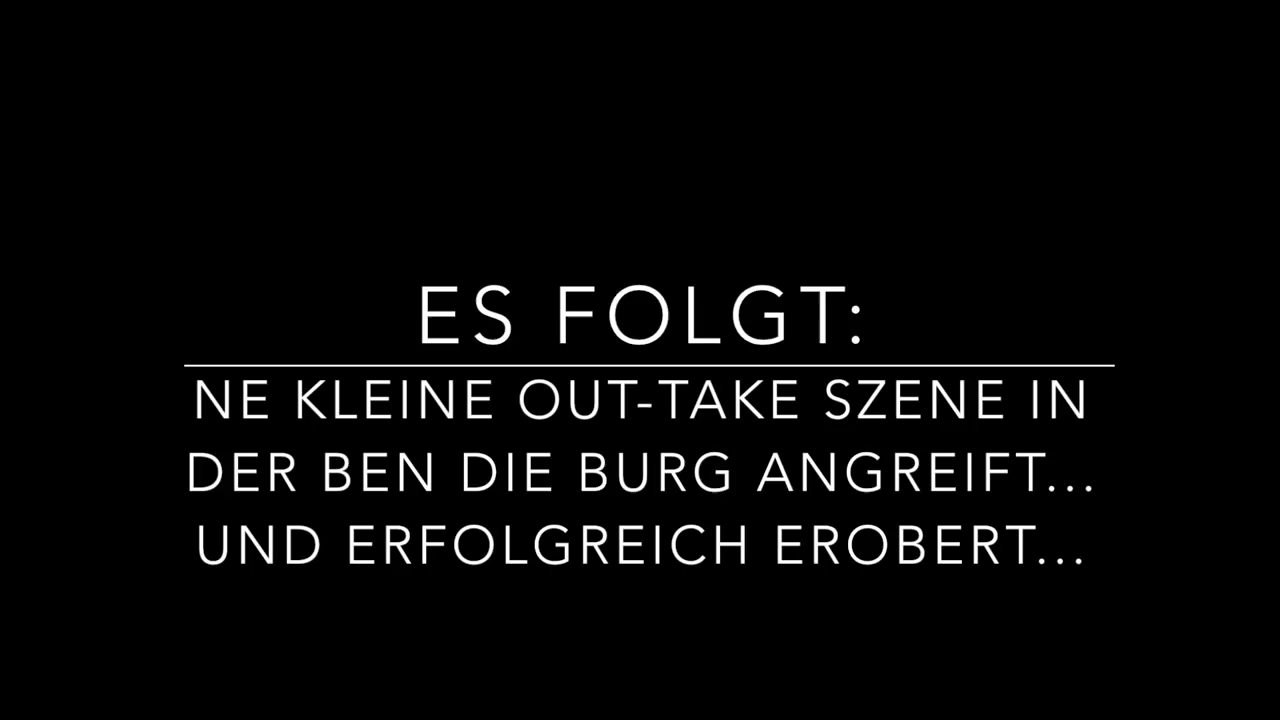 ES FOLGT:
NE KLEINE OUT-TAKE SZENE IN
DER BEN DIE BURG ANGREIFT...
UND ERFOLGREICH EROBERT...